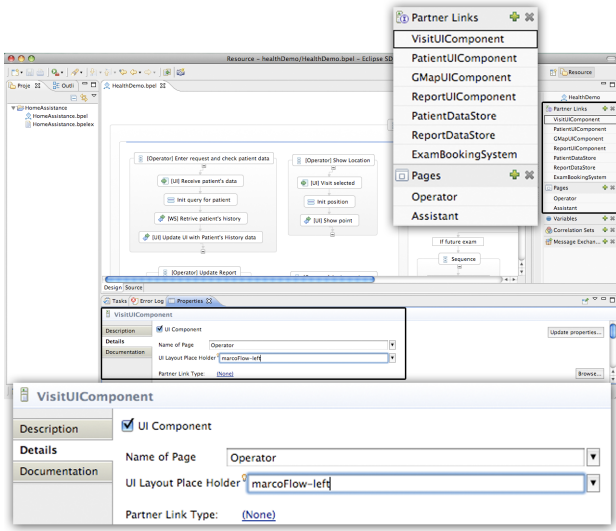 Partner Links
VisitUIComponent
PatientUIComponent
GMapUIComponent
ReportUIComponent
PatientDataStore
ReportDataStore
ExamBookingSystem
Pages
Operator
Assistant
Resource - healthDemo/HealthDemo.bpel - Eclipse SD
Resource
Proje
Outli
HealthDemo.bpel
HomeAssistance
HomeAssistance.bpel
HomeAssistance.bpelex
[Operator] Enter request and check patient data
[UI] Receive patient's data
Init query for patient
[WS] Retrive patient's history
[UI] Update UI with Patient's History data
[Operator] Show Location
[UI] Visit selected
Init position
[UI] Show point
[Operator] Update Report
If future exam
Sequence
HealthDemo
Partner Links
VisitUIComponent
PatientUIComponent
GMapUIComponent
ReportUIComponent
PatientDataStore
ReportDataStore
ExamBookingSystem
Pages
Operator
Assistant
Variables
Correlation Sets
Message Exchan...
Design Source
Tasks
Error Log
Properties
VisitUIComponent
Description
Details
Documentation
UI Component
Name of Page
Operator
UI Layout Place Holder
marcoFlow-left
Partner Link Type:
(None)
Update properties...
Browse...
VisitUIComponent
Description
Details
Documentation
UI Component
Name of Page
Operator
UI Layout Place Holder
marcoFlow-left
Partner Link Type:
(None)